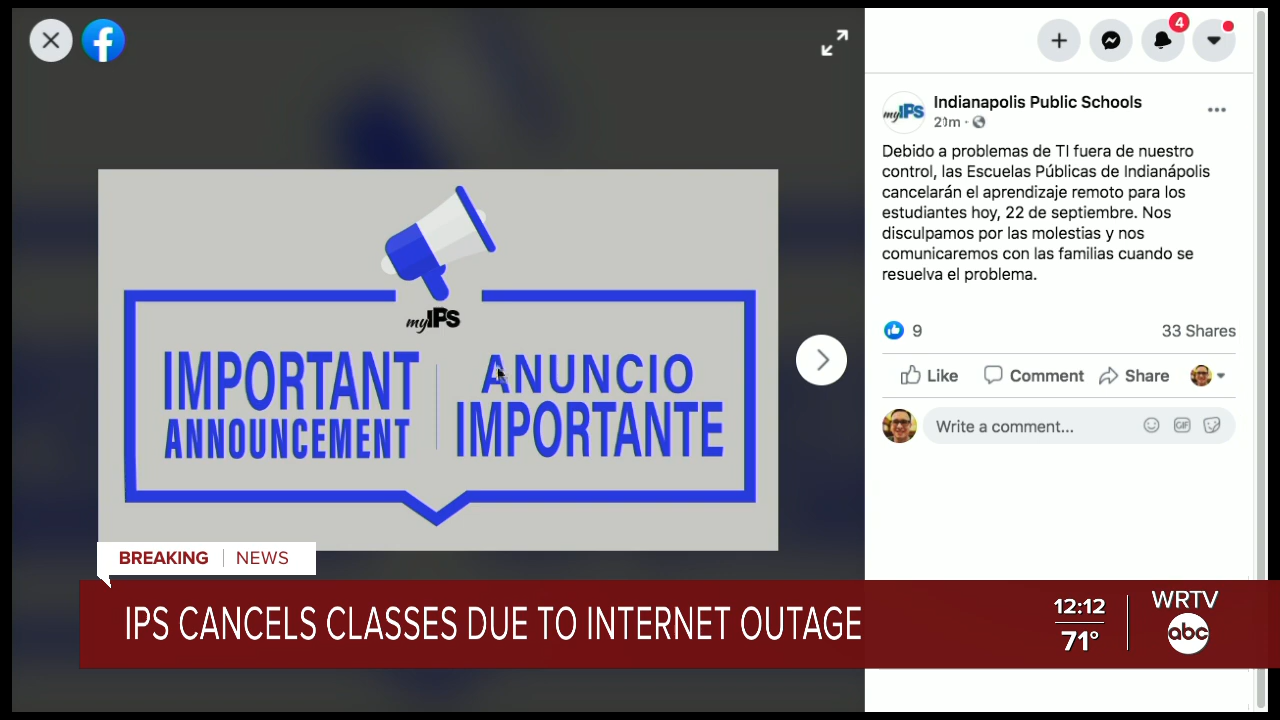 4
Indianapolis Public Schools
myIPS
Debido a problemas de TI fuera de nuestro
control, las Escuelas Públicas de Indianápolis
cancelarán el aprendizaje remoto para los
estudiantes hoy, 22 de septiembre. Nos
disculpamos por las molestias y nos
comunicaremos con las familias cuando se
resuelva el problema.
9
33 Shares
Like
Comment
Share
Write a comment...
GIF
myIPS
IMPORTANT
ANNOUNCEMENT
ANUNCIO
IMPORTANTE
BREAKING NEWS
IPS CANCELS CLASSES DUE TO INTERNET OUTAGE
12:12
71°
WRTV
abc